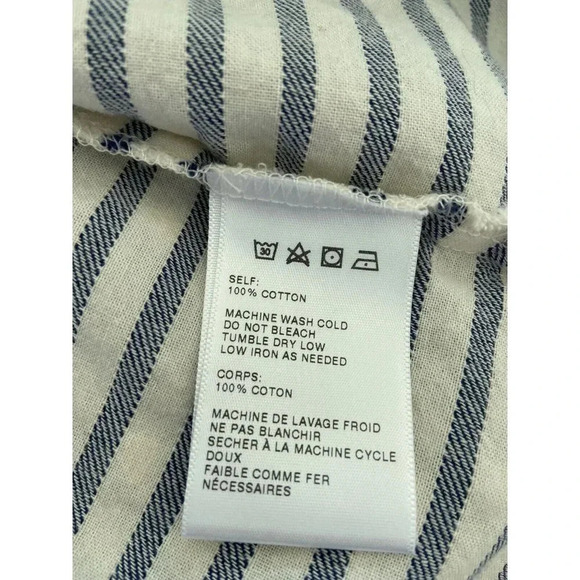 30
SELF:
100% COTTON
MACHINE WASH COLD
DO NOT BLEACH
TUMBLE DRY LOW
LOW IRON AS NEEDED
CORPS:
100% COTON
MACHINE DE LAVAGE FROID
NE PAS BLANCHIR
SECHER À LA MACHINE CYCLE
DOUX
FAIBLE COMME FER
NÉCESSAIRES